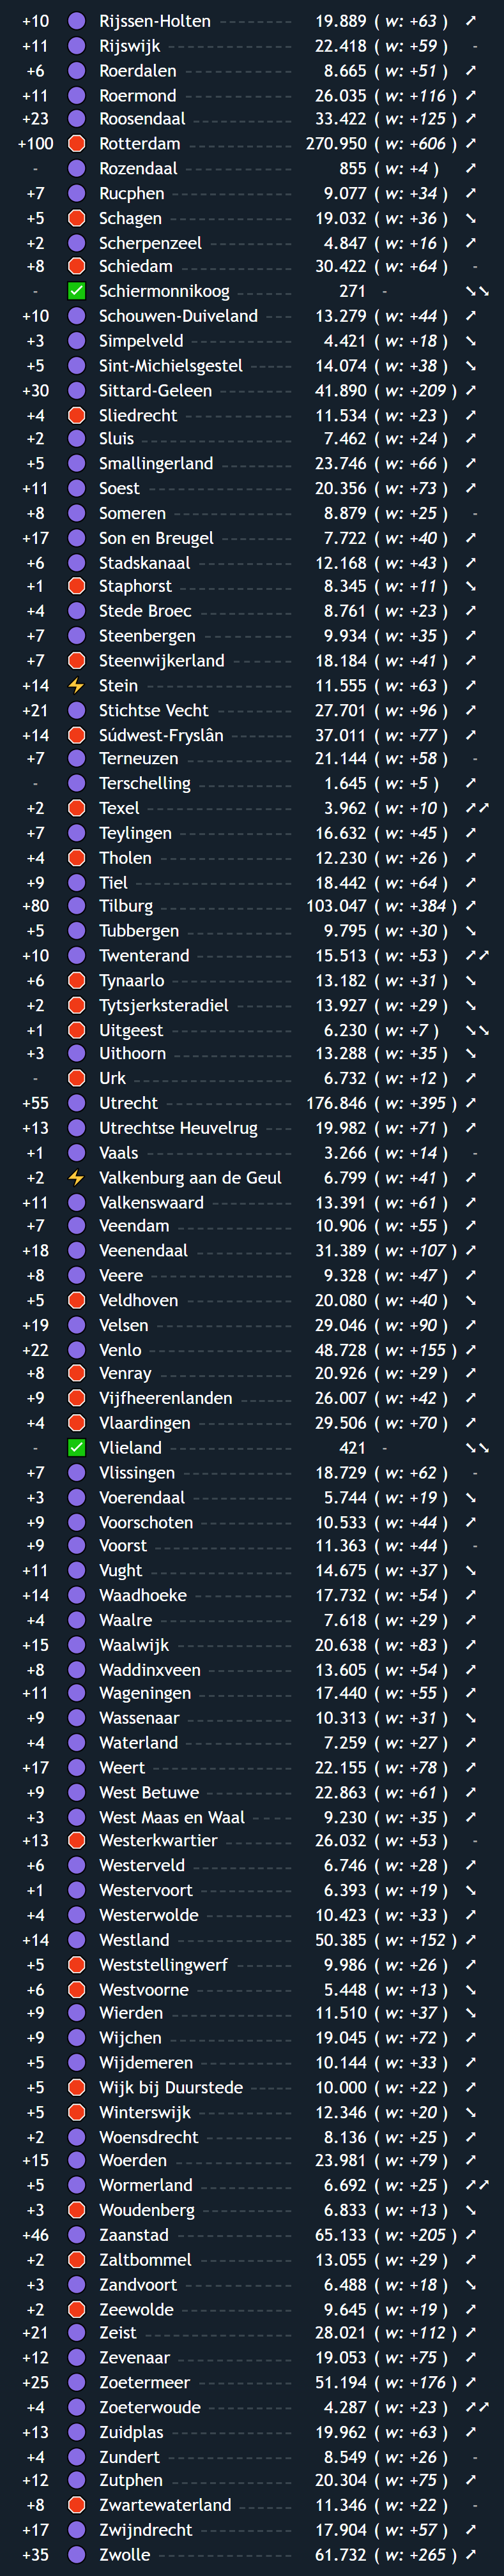 +10 Rijssen-Holten 19.889 ( w: +63 ) ➚
+11 Rijswijk 22.418 ( w: +59 ) -
+6 Roerdalen 8.665 ( w: +51 ) ➚
+11 Roermond 26.035 ( w: +116 ) ➚
+23 Roosendaal 33.422 ( w: +125 ) ➚
+100 Rotterdam 270.950 ( w: +606 ) ➚
- Rozendaal 855 ( w: +4 ) ➚
+7 Rucphen 9.077 ( w: +34 ) ➚
+5 Schagen 19.032 ( w: +36 ) ➘
+2 Scherpenzeel 4.847 ( w: +16 ) ➚
+8 Schiedam 30.422 ( w: +64 ) -
- Schiermonnikoog 271 - ➘➘
+10 Schouwen-Duiveland 13.279 ( w: +44 ) ➚
+3 Simpelveld 4.421 ( w: +18 ) ➘
+5 Sint-Michielsgestel 14.074 ( w: +38 ) ➘
+30 Sittard-Geleen 41.890 ( w: +209 ) ➚
+4 Sliedrecht 11.534 ( w: +23 ) ➚
+2 Sluis 7.462 ( w: +24 ) ➚
+5 Smallingerland 23.746 ( w: +66 ) ➚
+11 Soest 20.356 ( w: +73 ) ➚
+8 Someren 8.879 ( w: +25 ) -
+17 Son en Breugel 7.722 ( w: +40 ) ➚
+6 Stadskanaal 12.168 ( w: +43 ) ➚
+1 Staphorst 8.345 ( w: +11 ) ➘
+4 Stede Broec 8.761 ( w: +23 ) ➚
+7 Steenbergen 9.934 ( w: +35 ) ➚
+7 Steenwijkerland 18.184 ( w: +41 ) ➚
+14 Stein 11.555 ( w: +63 ) ➚
+21 Stichtse Vecht 27.701 ( w: +96 ) ➚
+14 Súdwest-Fryslân 37.011 ( w: +77 ) ➚
+7 Terneuzen 21.144 ( w: +58 ) -
- Terschelling 1.645 ( w: +5 ) ➚
+2 Texel 3.962 ( w: +10 ) ➚➚
+7 Teylingen 16.632 ( w: +45 ) ➚
+4 Tholen 12.230 ( w: +26 ) ➚
+9 Tiel 18.442 ( w: +64 ) ➚
+80 Tilburg 103.047 ( w: +384 ) ➚
+5 Tubbergen 9.795 ( w: +30 ) ➘
+10 Twenterand 15.513 ( w: +53 ) ➚➚
+6 Tynaarlo 13.182 ( w: +31 ) ➘
+2 Tytsjerksteradiel 13.927 ( w: +29 ) ➘
+1 Uitgeest 6.230 ( w: +7 ) ➘➘
+3 Uithoorn 13.288 ( w: +35 ) ➘
- Urk 6.732 ( w: +12 ) ➚
+55 Utrecht 176.846 ( w: +395 ) ➚
+13 Utrechtse Heuvelrug 19.982 ( w: +71 ) ➚
+1 Vaals 3.266 ( w: +14 ) -
+2 Valkenburg aan de Geul 6.799 ( w: +41 ) ➚
+11 Valkenswaard 13.391 ( w: +61 ) ➚
+7 Veendam 10.906 ( w: +55 ) ➚
+18 Veenendaal 31.389 ( w: +107 ) ➚
+8 Veere 9.328 ( w: +47 ) ➚
+5 Veldhoven 20.080 ( w: +40 ) ➘
+19 Velsen 29.046 ( w: +90 ) ➚
+22 Venlo 48.728 ( w: +155 ) ➚
+8 Venray 20.926 ( w: +29 ) ➚
+9 Vijfheerenlanden 26.007 ( w: +42 ) ➚
+4 Vlaardingen 29.506 ( w: +70 ) ➚
- Vlieland 421 - ➘➘
+7 Vlissingen 18.729 ( w: +62 ) -
+3 Voerendaal 5.744 ( w: +19 ) ➘
+9 Voorschoten 10.533 ( w: +44 ) ➚
+9 Voorst 11.363 ( w: +44 ) -
+11 Vught 14.675 ( w: +37 ) ➘
+14 Waadhoeke 17.732 ( w: +54 ) ➚
+4 Waalre 7.618 ( w: +29 ) ➚
+15 Waalwijk 20.638 ( w: +83 ) ➚
+8 Waddinxveen 13.605 ( w: +54 ) ➚
+11 Wageningen 17.440 ( w: +55 ) ➚
+9 Wassenaar 10.313 ( w: +31 ) ➘
+4 Waterland 7.259 ( w: +27 ) ➚
+17 Weert 22.155 ( w: +78 ) ➚
+9 West Betuwe 22.863 ( w: +61 ) ➚
+3 West Maas en Waal 9.230 ( w: +35 ) ➚
+13 Westerkwartier 26.032 ( w: +53 ) -
+6 Westerveld 6.746 ( w: +28 ) ➚
+1 Westervoort 6.393 ( w: +19 ) ➘
+4 Westerwolde 10.423 ( w: +33 ) ➚
+14 Westland 50.385 ( w: +152 ) ➚
+5 Weststellingwerf 9.986 ( w: +26 ) ➚
+6 Westvoorne 5.448 ( w: +13 ) ➘
+9 Wierden 11.510 ( w: +37 ) ➘
+9 Wijchen 19.045 ( w: +72 ) ➚
+5 Wijdemeren 10.144 ( w: +33 ) ➚
+5 Wijk bij Duurstede 10.000 ( w: +22 ) ➚
+5 Winterswijk 12.346 ( w: +20 ) ➘
+2 Woensdrecht 8.136 ( w: +25 ) ➚
+15 Woerden 23.981 ( w: +79 ) ➚
+5 Wormerland 6.692 ( w: +25 ) ➚➚
+3 Woudenberg 6.833 ( w: +13 ) ➘
+46 Zaanstad 65.133 ( w: +205 ) ➚
+2 Zaltbommel 13.055 ( w: +29 ) ➚
+3 Zandvoort 6.488 ( w: +18 ) ➘
+2 Zeewolde 9.645 ( w: +19 ) ➚
+21 Zeist 28.021 ( w: +112 ) ➚
+12 Zevenaar 19.053 ( w: +75 ) ➚
+25 Zoetermeer 51.194 ( w: +176 ) ➚
+4 Zoeterwoude 4.287 ( w: +23 ) ➚➚
+13 Zuidplas 19.962 ( w: +63 ) ➚
+4 Zundert 8.549 ( w: +26 ) -
+12 Zutphen 20.304 ( w: +75 ) ➚
+8 Zwartewaterland 11.346 ( w: +22 ) -
+17 Zwijndrecht 17.904 ( w: +57 ) ➚
+35 Zwolle 61.732 ( w: +265 ) ➚